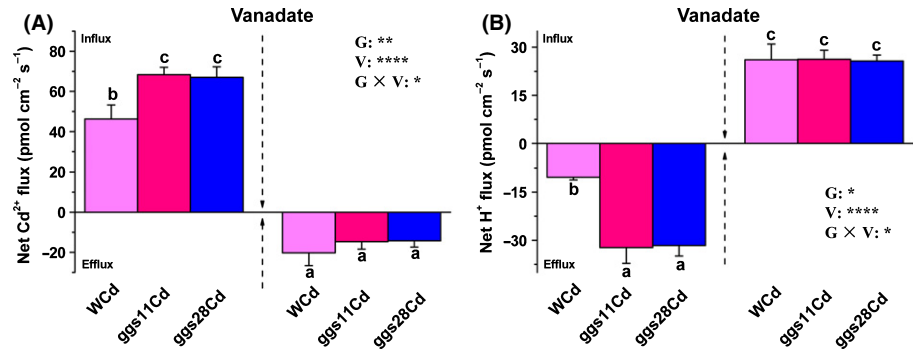 (A)
Vanadate
Influx
80
60
40
20
0
−20
Efflux
Net Cd²⁺ flux (pmol cm⁻² s⁻¹)
b
c
c
a
a
a
G: **
V: ****
G × V: *
WCd
ggs11Cd
ggs28Cd
WCd
ggs11Cd
ggs28Cd
(B)
Vanadate
Influx
30
15
0
−15
−30
Efflux
Net H⁺ flux (pmol cm⁻² s⁻¹)
b
a
a
c
c
c
G: *
V: ****
G × V: *
WCd
ggs11Cd
ggs28Cd
WCd
ggs11Cd
ggs28Cd